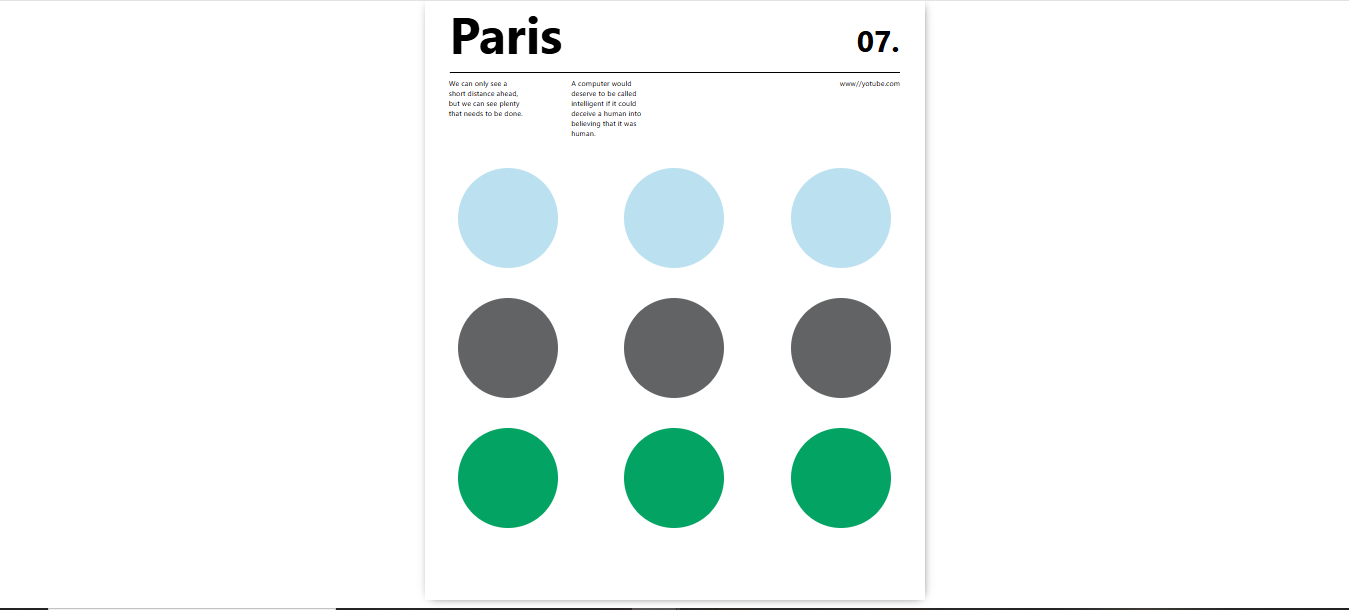 Paris
07.
We can only see a
short distance ahead,
but we can see plenty
that needs to be done.
A computer would
deserve to be called
intelligent if it could
deceive a human into
believing that it was
human.
www//yotube.com